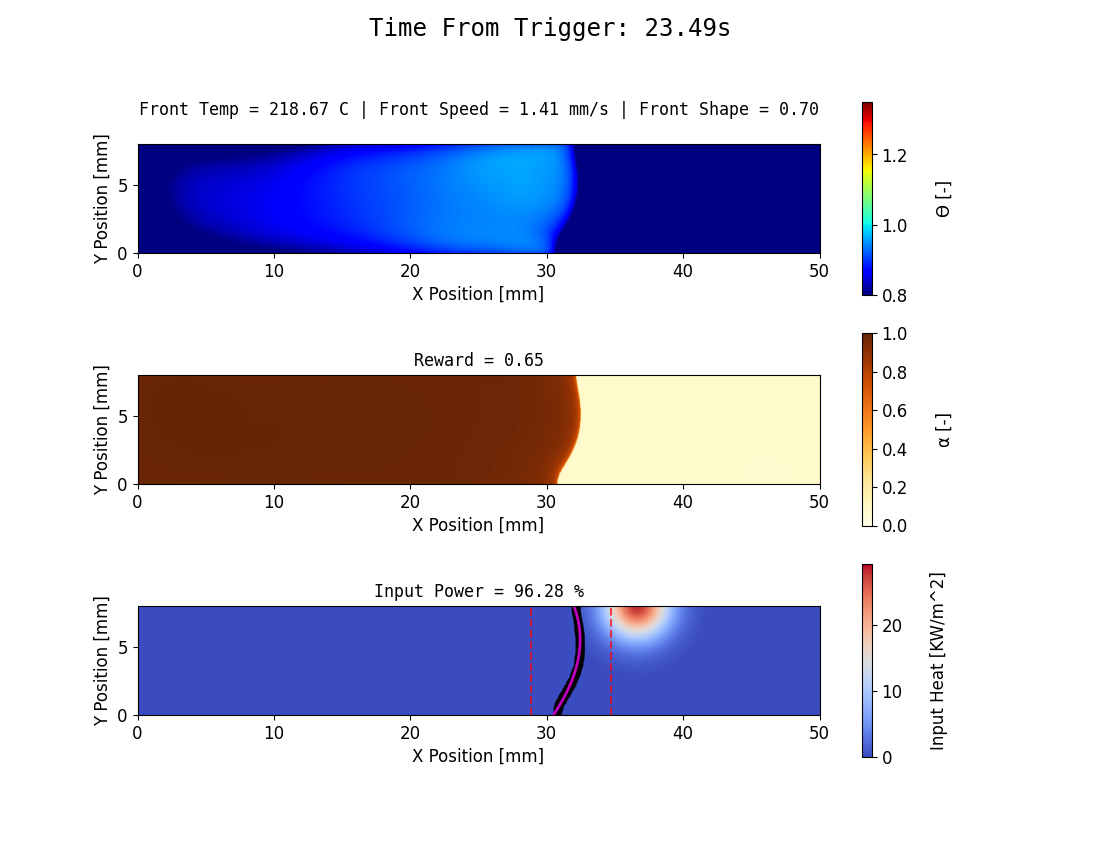 Time From Trigger: 23.49s
Front Temp = 218.67 C | Front Speed = 1.41 mm/s | Front Shape = 0.70
Y Position [mm]
5
0
0 10 20 30 40 50
X Position [mm]
1.2
1.0
0.8
Θ [-]
Reward = 0.65
Y Position [mm]
5
0
0 10 20 30 40 50
X Position [mm]
1.0
0.8
0.6
0.4
0.2
0.0
α [-]
Input Power = 96.28 %
Y Position [mm]
5
0
0 10 20 30 40 50
X Position [mm]
20
10
0
Input Heat [KW/m^2]